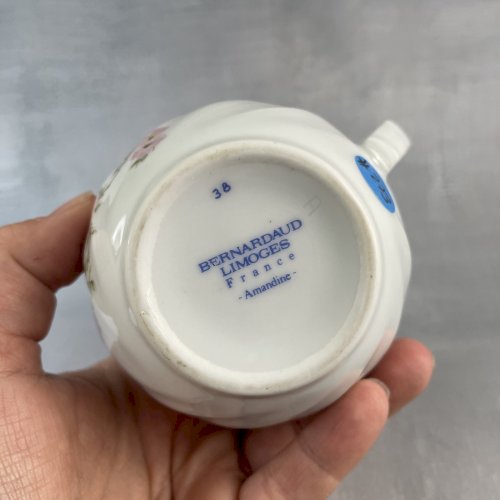 38
BERNARDAUD
LIMOGES
France
- Amandine -